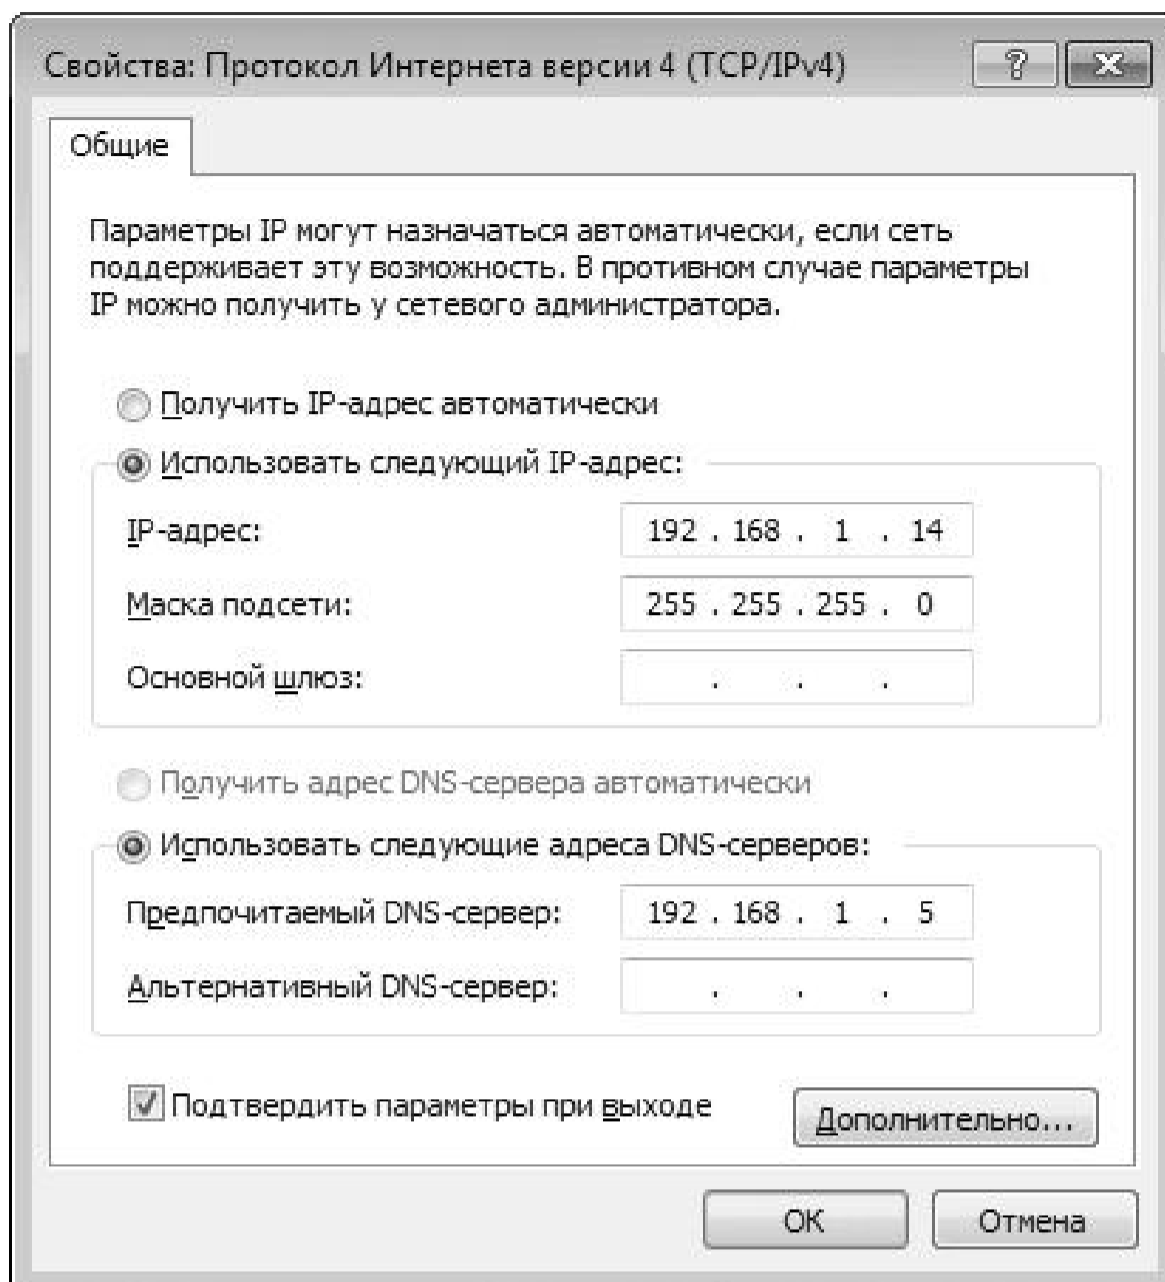 Свойства: Протокол Интернета версии 4 (TCP/IPv4)
Общие
Параметры IP могут назначаться автоматически, если сеть
поддерживает эту возможность. В противном случае параметры
IP можно получить у сетевого администратора.
Получить IP-адрес автоматически
Использовать следующий IP-адрес:
IP-адрес: 192 . 168 . 1 . 14
Маска подсети: 255 . 255 . 255 . 0
Основной шлюз: . . .
Получить адрес DNS-сервера автоматически
Использовать следующие адреса DNS-серверов:
Предпочитаемый DNS-сервер: 192 . 168 . 1 . 5
Альтернативный DNS-сервер: . . .
Подтвердить параметры при выходе
Дополнительно...
OK Отмена